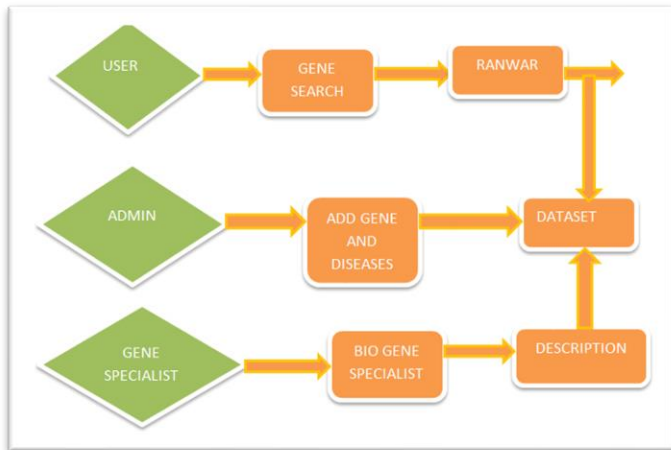 USER
GENE
SEARCH
RANWAR
ADMIN
ADD GENE
AND
DISEASES
DATASET
GENE
SPECIALIST
BIO GENE
SPECIALIST
DESCRIPTION